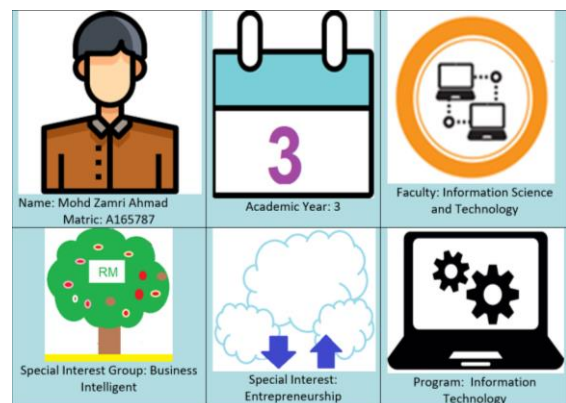 3
Name: Mohd Zamri Ahmad
Matric: A165787
Academic Year: 3
Faculty: Information Science
and Technology
RM
Special Interest Group: Business
Intelligent
Special Interest:
Entrepreneurship
Program: Information
Technology